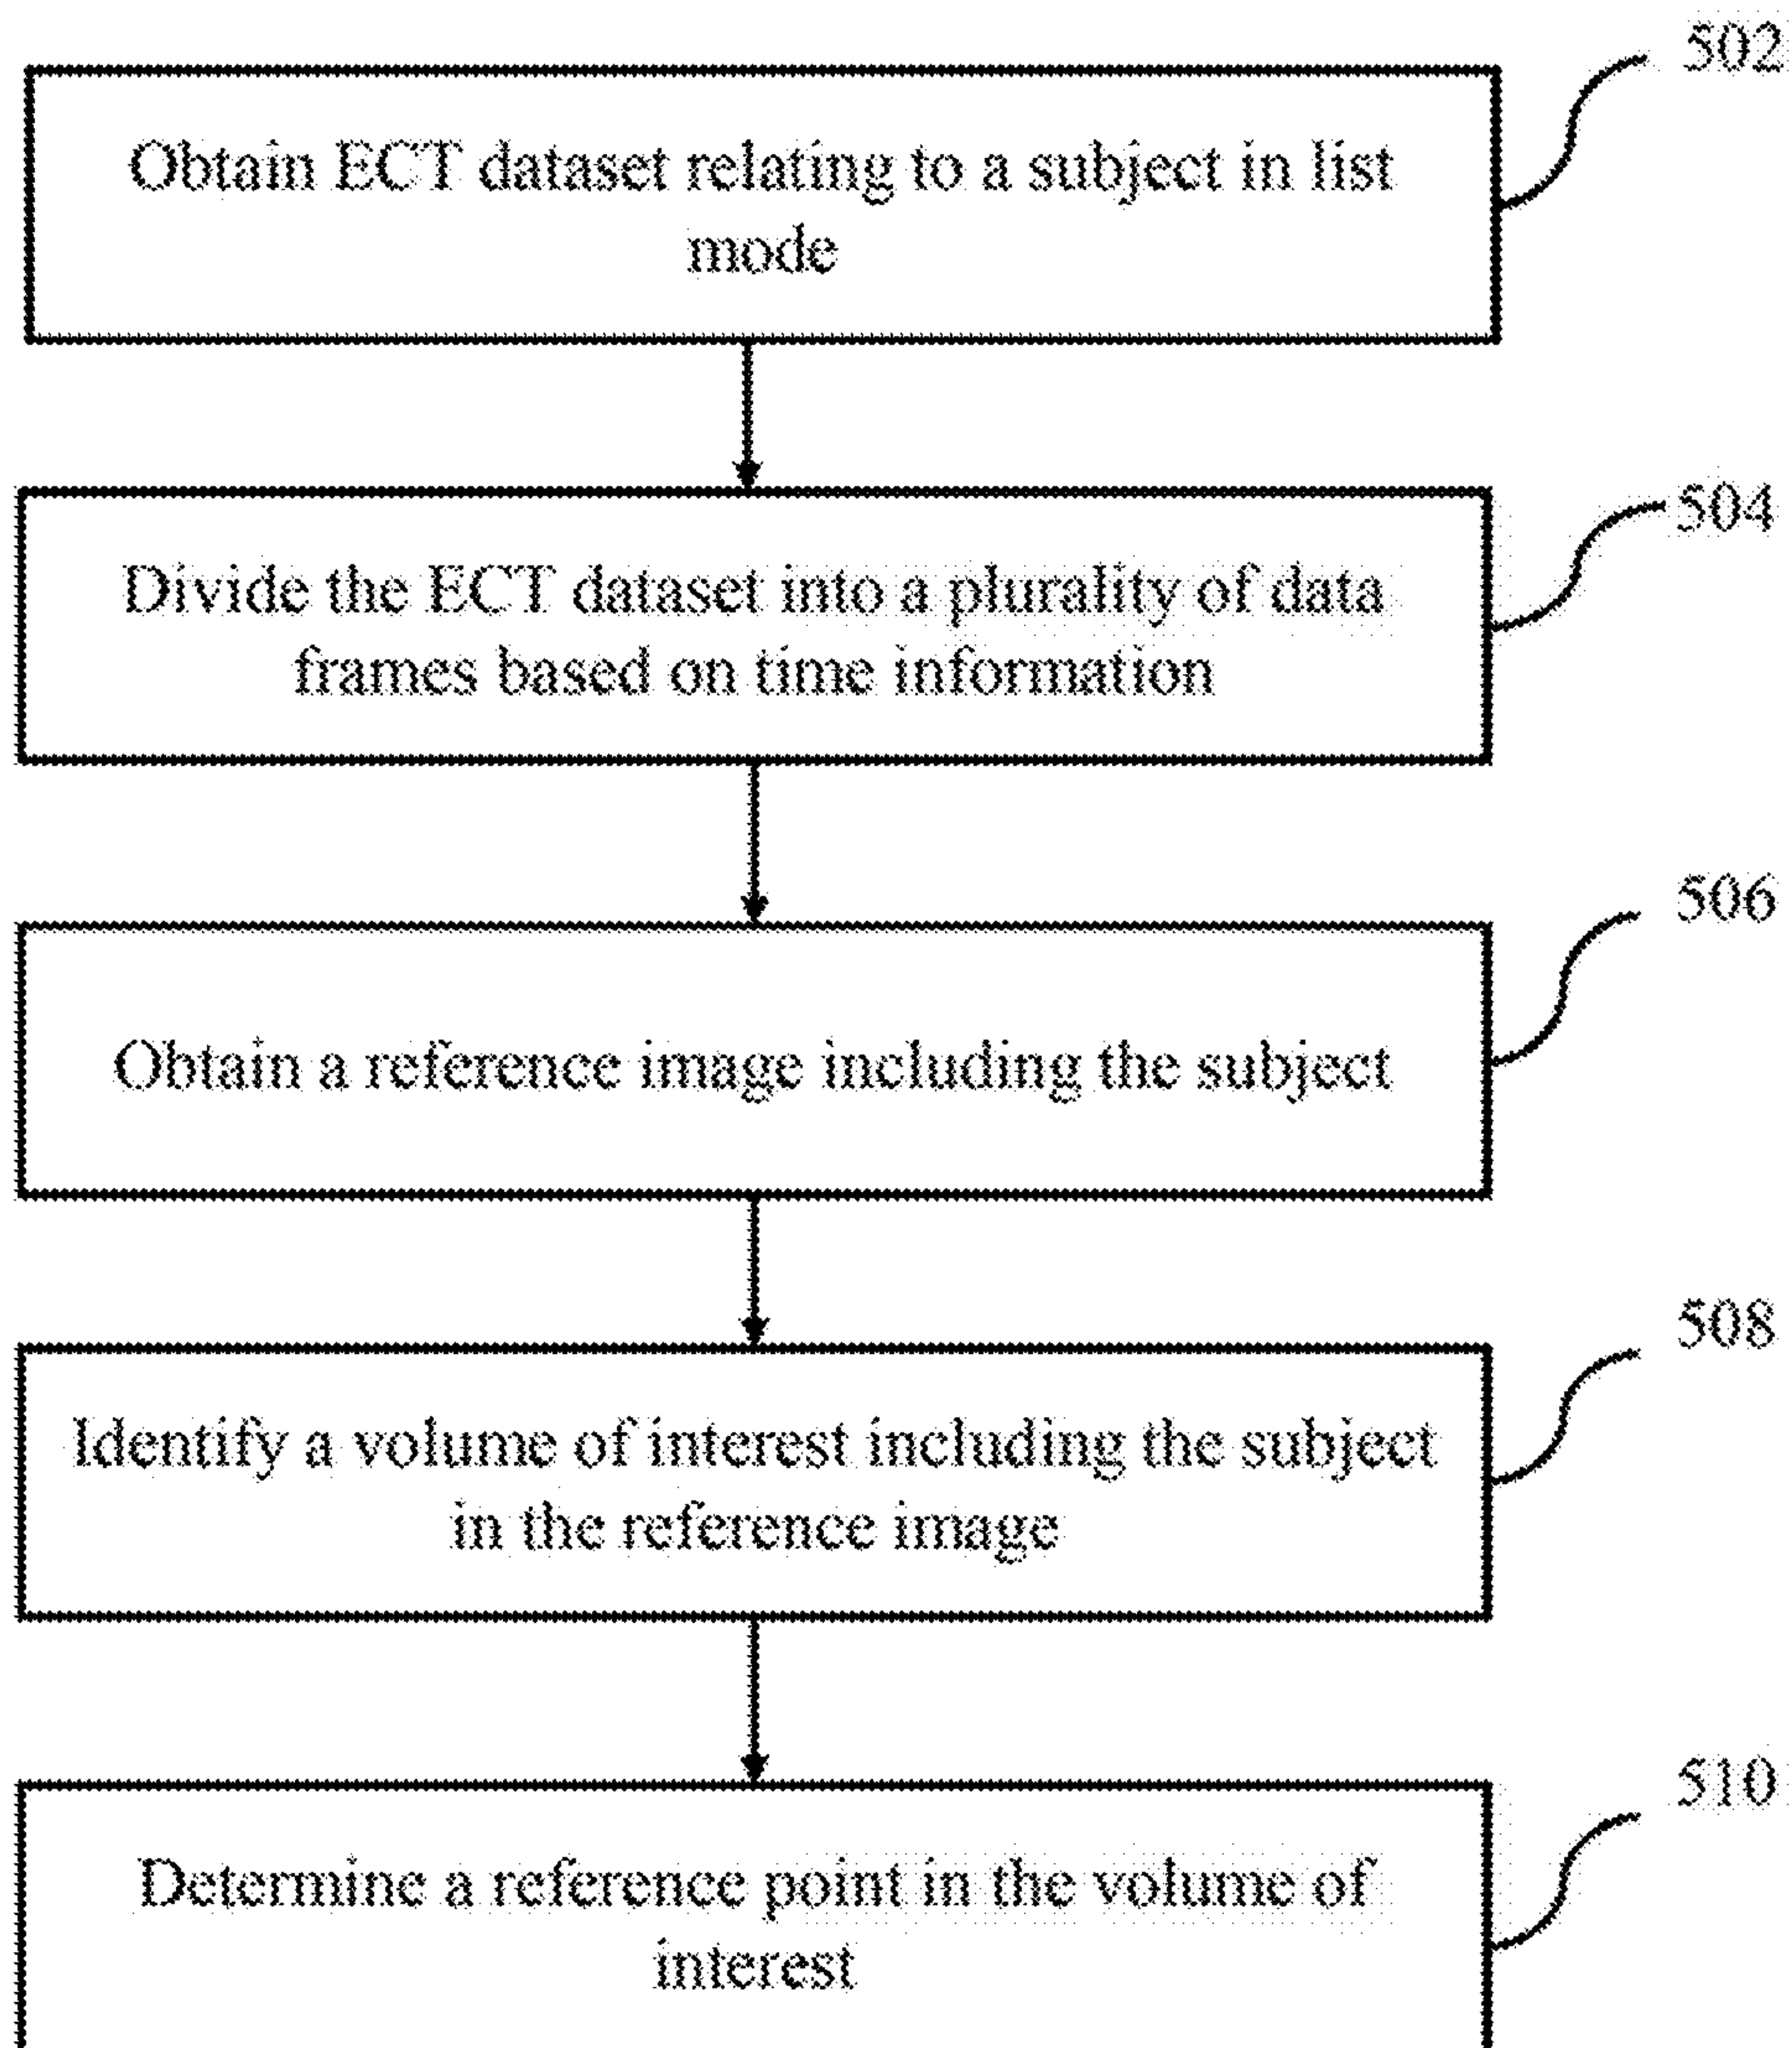 502
Obtain ECT dataset relating to a subject in list
mode
504
Divide the ECT dataset into a plurality of data
frames based on time information
506
Obtain a reference image including the subject
508
Identify a volume of interest including the subject
in the reference image
510
Determine a reference point in the volume of
interest